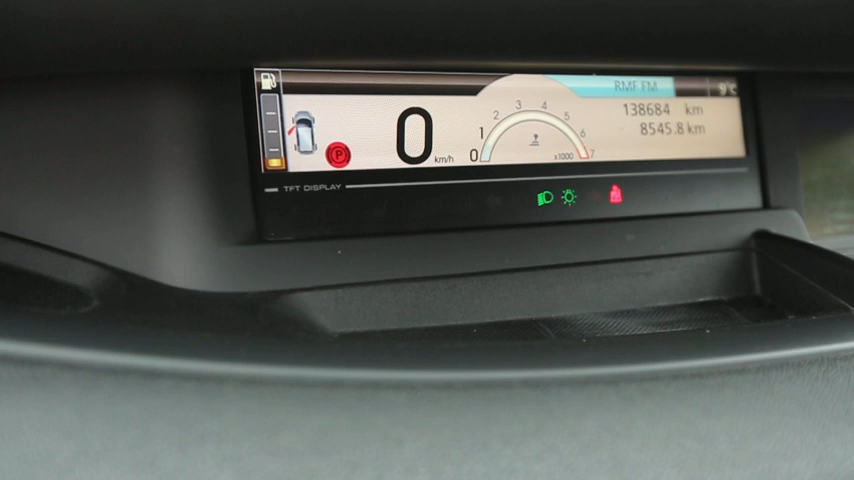 RMF FM
9°C
138684 km
8545.8 km
0 km/h
0 1 2 3 4 5 6 7
x1000
P
TFT DISPLAY